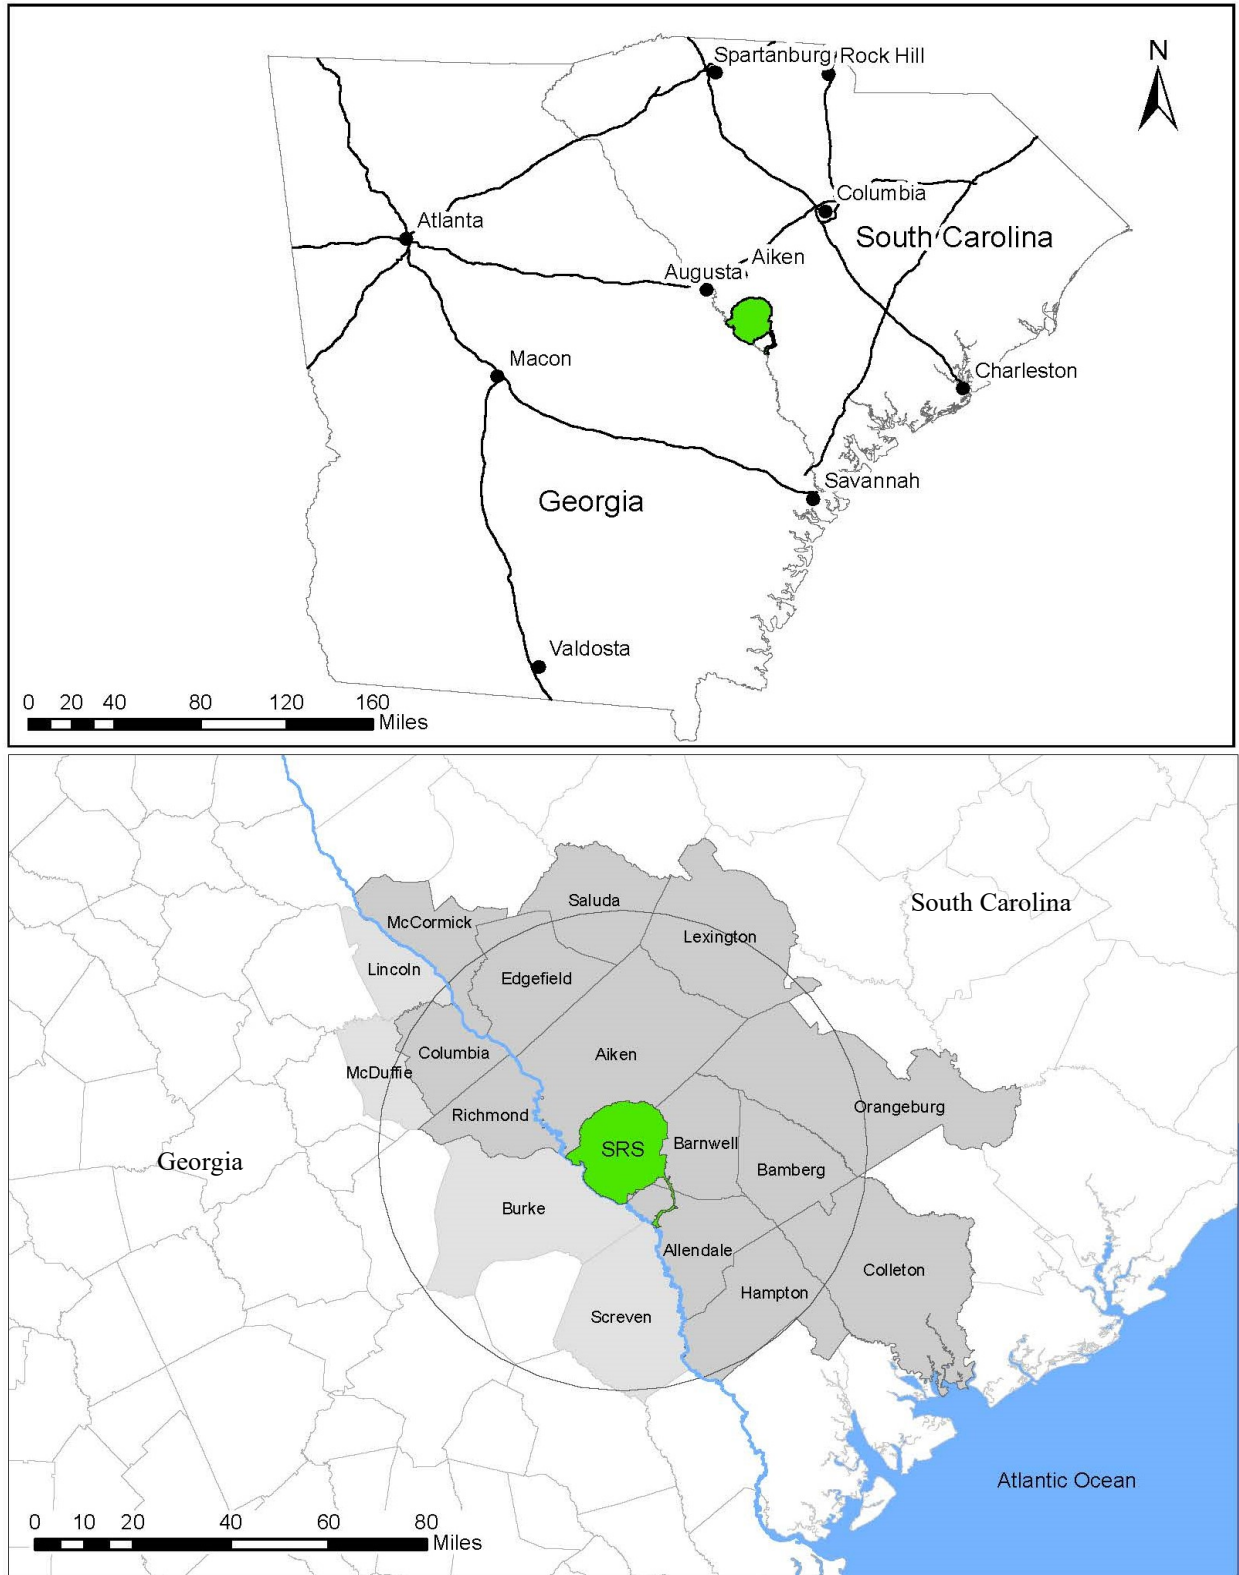 N
Spartanburg Rock Hill
Columbia
Atlanta
South Carolina
Aiken
Augusta
Macon
Charleston
Savannah
Georgia
Valdosta
0 20 40 80 120 160
Miles
South Carolina
Saluda
McCormick
Lexington
Lincoln
Edgefield
Columbia
Aiken
McDuffie
Orangeburg
Richmond
SRS
Barnwell
Georgia
Bamberg
Burke
Allendale
Colleton
Hampton
Screven
Atlantic Ocean
0 10 20 40 60 80
Miles